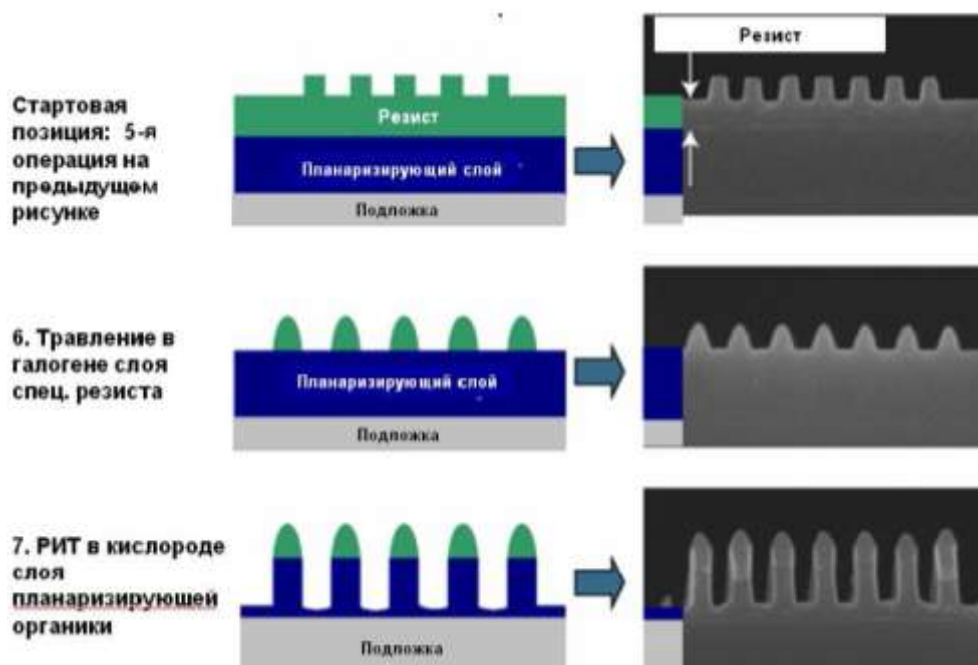 Стартовая
позиция: 5-я
операция на
предыдущем
рисунке
Резист
Планаризирующий слой
Подложка
Резист
6. Травление в
галогене слоя
спец. резиста
Планаризирующий слой
Подложка
7. РИТ в кислороде
слоя
планаризирующей
органики
Подложка